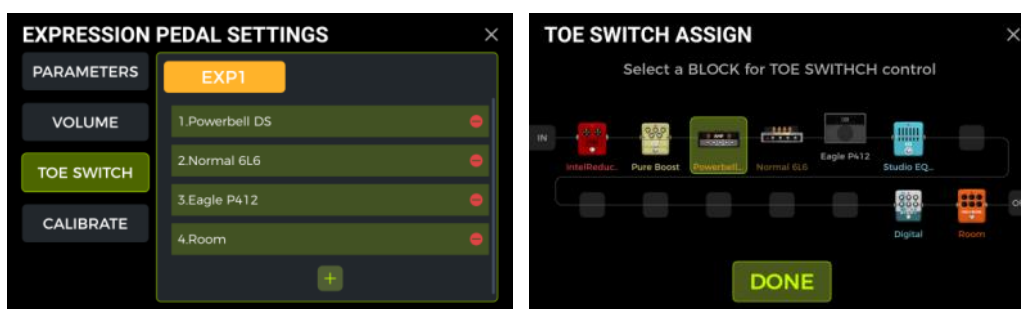 EXPRESSION PEDAL SETTINGS
PARAMETERS
VOLUME
TOE SWITCH
CALIBRATE
EXP1
1.Powerbell DS
2.Normal 6L6
3.Eagle P412
4.Room
TOE SWITCH ASSIGN
Select a BLOCK for TOE SWITHCH control
IN
IntelReduc..
Pure Boost
Powerbell..
Normal 6L6
Eagle P412
Studio EQ..
Digital
Room
DONE